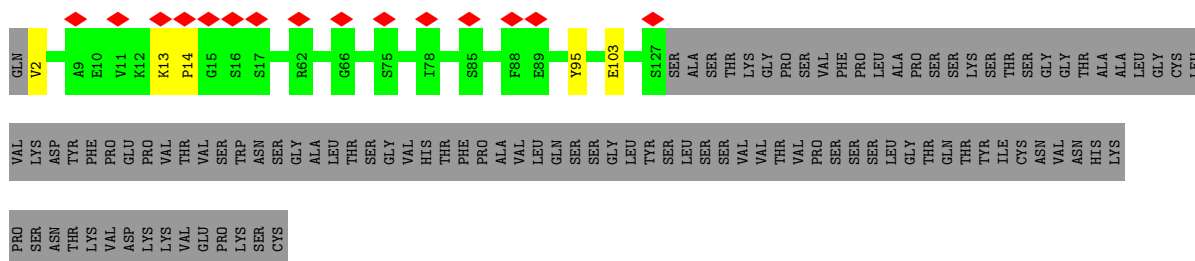 GLN V2 A9 E10 V11 K12 K13 P14 G15 S16 S17 R62 G66 S75 I78 S85 F88 E89 Y95 E103 S127 SER ALA SER THR LYS GLY PRO SER VAL PHE PRO LEU ALA PRO SER SER LYS SER THR SER GLY GLY THR ALA ALA LEU GLY CYS LEU
VAL LYS ASP TYR PHE PRO GLU PRO VAL THR VAL SER TRP ASN SER GLY ALA LEU THR SER GLY VAL HIS THR PHE PRO ALA VAL LEU GLN SER SER GLY LEU TYR SER LEU SER SER VAL VAL THR VAL PRO SER SER SER LEU GLY THR GLN THR TYR ILE CYS ASN VAL ASN HIS LYS
PRO SER ASN THR LYS VAL ASP LYS LYS VAL GLU PRO LYS SER CYS